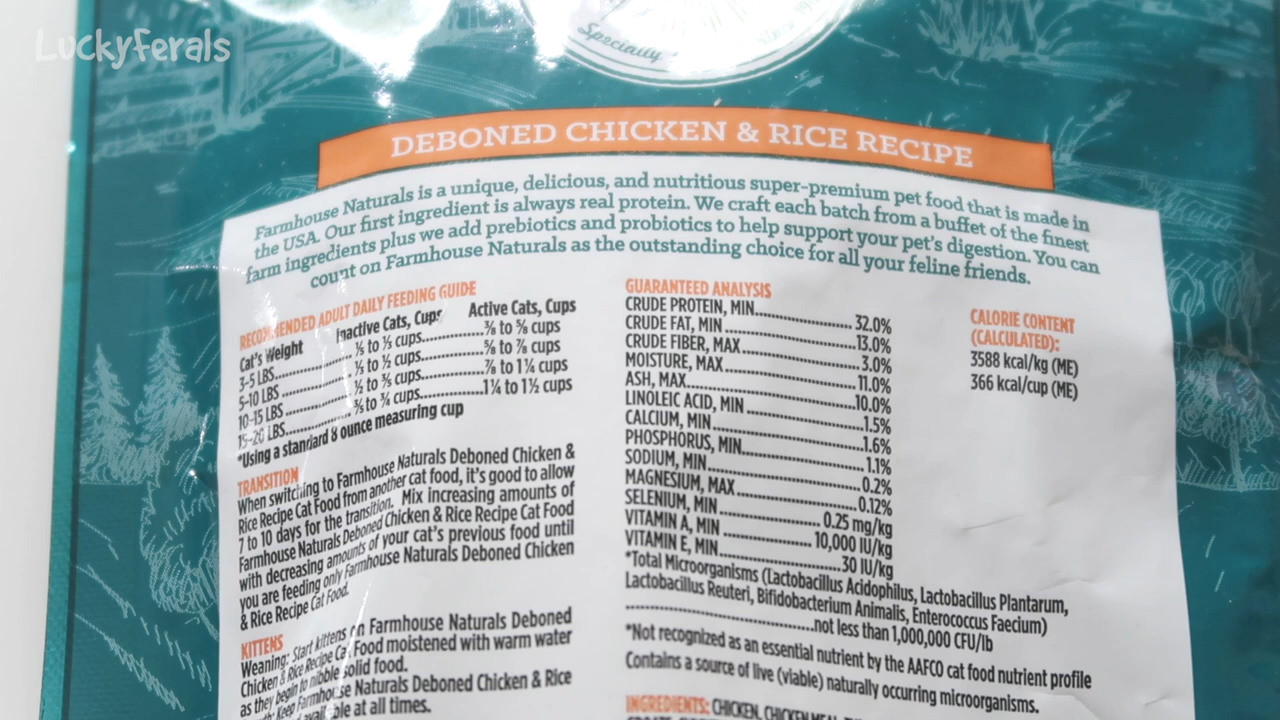 LuckyFerals
Specialty
DEBONED CHICKEN & RICE RECIPE
Farmhouse Naturals is a unique, delicious, and nutritious super-premium pet food that is made in
the USA. Our first ingredient is always real protein. We craft each batch from a buffet of the finest
farm ingredients plus we add prebiotics and probiotics to help support your pet's digestion. You can
count on Farmhouse Naturals as the outstanding choice for all your feline friends.
RECOMMENDED ADULT DAILY FEEDING GUIDE
Cat's Weight Inactive Cats, Cups Active Cats, Cups
3-5 LBS. to ⅓ cups ⅜ to ⅝ cups
5-10 LBS ⅓ to ½ cups ⅝ to ⅞ cups
10-15 LBS ½ to ⅝ cups ⅞ to 1¼ cups
15-20 LBS. ⅝ to ¾ cups 1¼ to 1½ cups
*Using a standard 8 ounce measuring cup
TRANSITION
When switching to Farmhouse Naturals Deboned Chicken &
Rice Recipe Cat Food from another cat food, it's good to allow
7 to 10 days for the transition. Mix increasing amounts of
Farmhouse Naturals Deboned Chicken & Rice Recipe Cat Food
with decreasing amounts of your cat's previous food until
you are feeding only Farmhouse Naturals Deboned Chicken
& Rice Recipe Cat Food.
KITTENS
Weaning: Start kittens on Farmhouse Naturals Deboned
Chicken & Rice Recipe Cat Food moistened with warm water
as they begin to nibble solid food.
Keep Farmhouse Naturals Deboned Chicken & Rice
available at all times.
GUARANTEED ANALYSIS
CRUDE PROTEIN, MIN. 32.0%
CRUDE FAT, MIN 13.0%
CRUDE FIBER, MAX 3.0%
MOISTURE, MAX 11.0%
ASH, MAX 10.0%
LINOLEIC ACID, MIN 1.5%
CALCIUM, MIN 1.6%
PHOSPHORUS, MIN 1.1%
SODIUM, MIN 0.2%
MAGNESIUM, MAX 0.12%
SELENIUM, MIN 0.25 mg/kg
VITAMIN A, MIN 10,000 IU/kg
VITAMIN E, MIN 30 IU/kg
*Total Microorganisms (Lactobacillus Acidophilus, Lactobacillus Plantarum,
Lactobacillus Reuteri, Bifidobacterium Animalis, Enterococcus Faecium)
not less than 1,000,000 CFU/lb
*Not recognized as an essential nutrient by the AAFCO cat food nutrient profile
Contains a source of live (viable) naturally occurring microorganisms.
INGREDIENTS: CHICKEN, CHICKEN MEAL,
CALORIE CONTENT
(CALCULATED):
3588 kcal/kg (ME)
366 kcal/cup (ME)